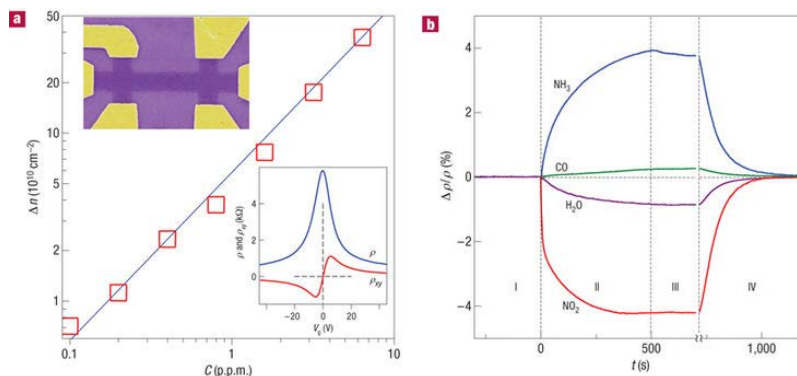 a
Δn (10¹⁰ cm⁻²)
50
40
20
10
5
1
0.1
1
10
C (p.p.m.)
ρ and ρxy (kΩ)
4
2
0
ρ
ρxy
−20
0
20
Vg (V)
b
Δρ/ρ (%)
4
2
0
−2
−4
NH₃
CO
H₂O
NO₂
I
II
III
IV
0
500
1,000
t (s)